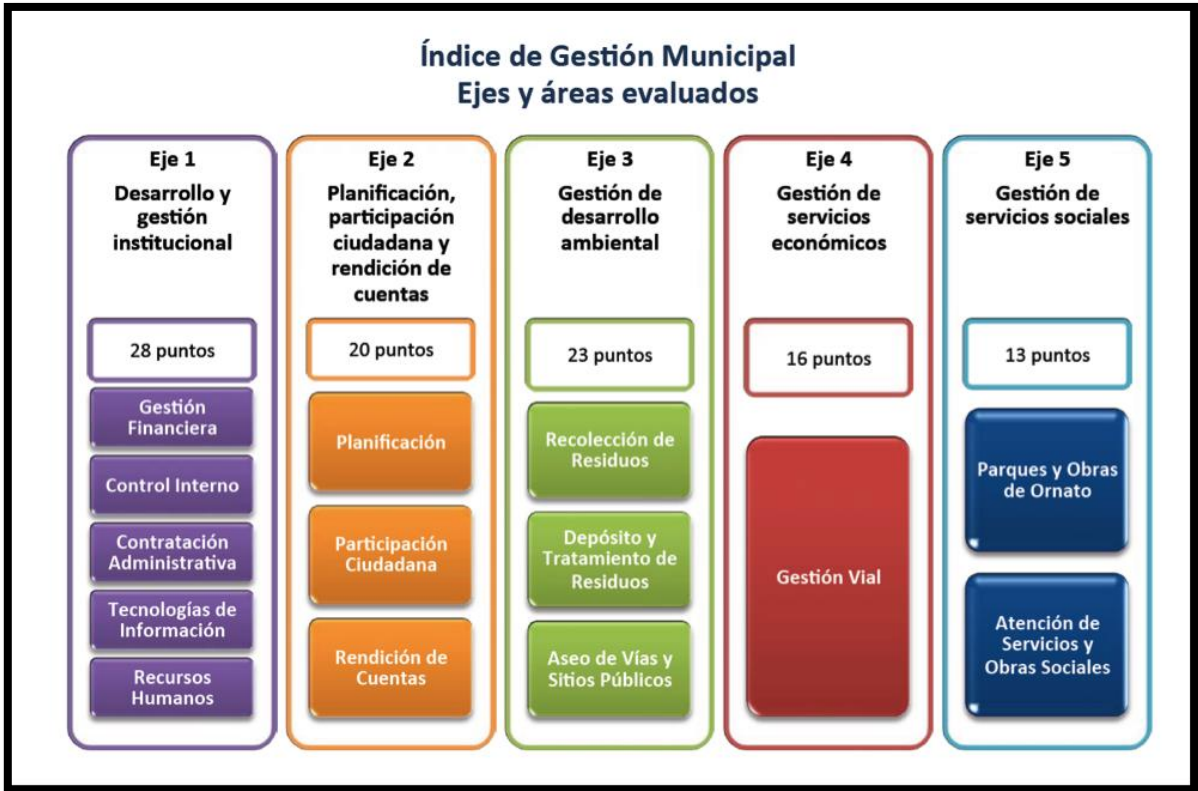 Índice de Gestión Municipal
Ejes y áreas evaluados
Eje 1
Desarrollo y
gestión
institucional
28 puntos
Gestión
Financiera
Control Interno
Contratación
Administrativa
Tecnologías de
Información
Recursos
Humanos
Eje 2
Planificación,
participación
ciudadana y
rendición de
cuentas
20 puntos
Planificación
Participación
Ciudadana
Rendición de
Cuentas
Eje 3
Gestión de
desarrollo
ambiental
23 puntos
Recolección de
Residuos
Depósito y
Tratamiento de
Residuos
Aseo de Vías y
Sitios Públicos
Eje 4
Gestión de
servicios
económicos
16 puntos
Gestión Vial
Eje 5
Gestión de
servicios sociales
13 puntos
Parques y Obras
de Ornato
Atención de
Servicios y
Obras Sociales